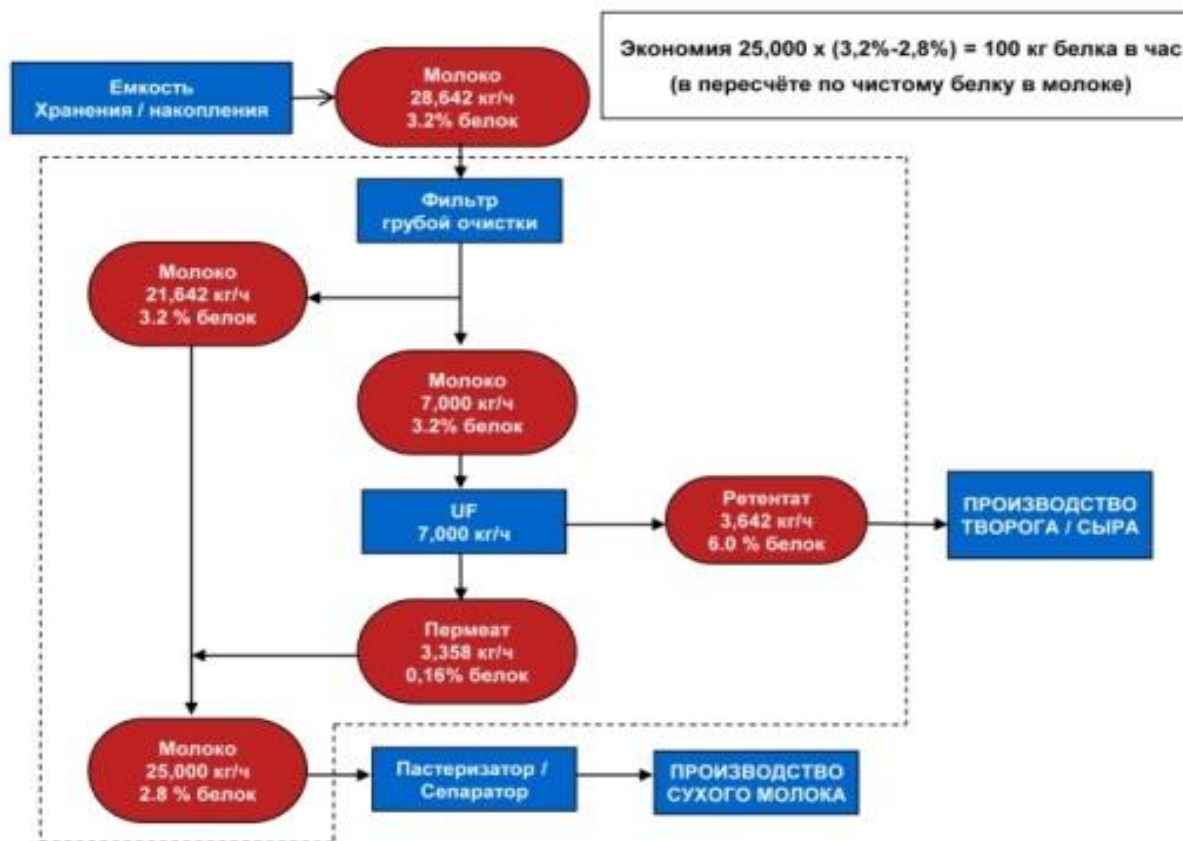 Экономия 25,000 х (3,2%-2,8%) = 100 кг белка в час
(в пересчёте по чистому белку в молоке)
Емкость
Хранения / накопления
Молоко
28,642 кг/ч
3.2% белок
Фильтр
грубой очистки
Молоко
21,642 кг/ч
3.2 % белок
Молоко
7,000 кг/ч
3.2% белок
UF
7,000 кг/ч
Ретентат
3,642 кг/ч
6.0 % белок
ПРОИЗВОДСТВО
ТВОРОГА / СЫРА
Пермеат
3,358 кг/ч
0,16% белок
Молоко
25,000 кг/ч
2.8 % белок
Пастеризатор /
Сепаратор
ПРОИЗВОДСТВО
СУХОГО МОЛОКА